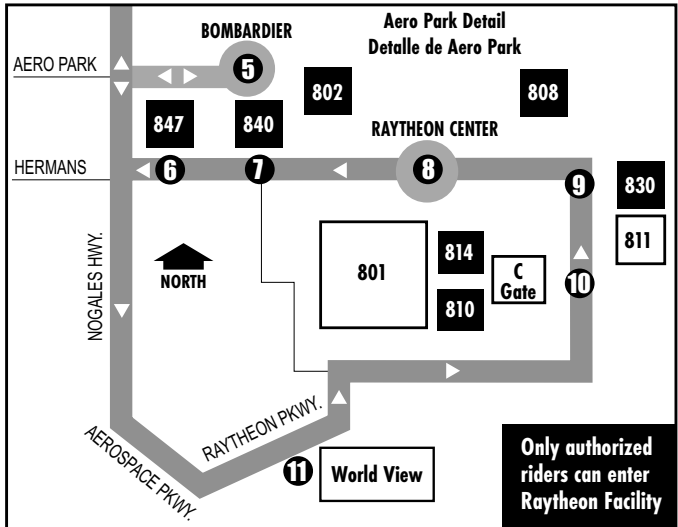 Aero Park Detail
Detalle de Aero Park
BOMBARDIER
AERO PARK
5
802
808
847
840
RAYTHEON CENTER
HERMANS
6
7
8
9
830
811
NOGALES HWY.
NORTH
801
814
C
Gate
10
810
RAYTHEON PKWY.
AEROSPACE PKWY.
11
World View
Only authorized
riders can enter
Raytheon Facility